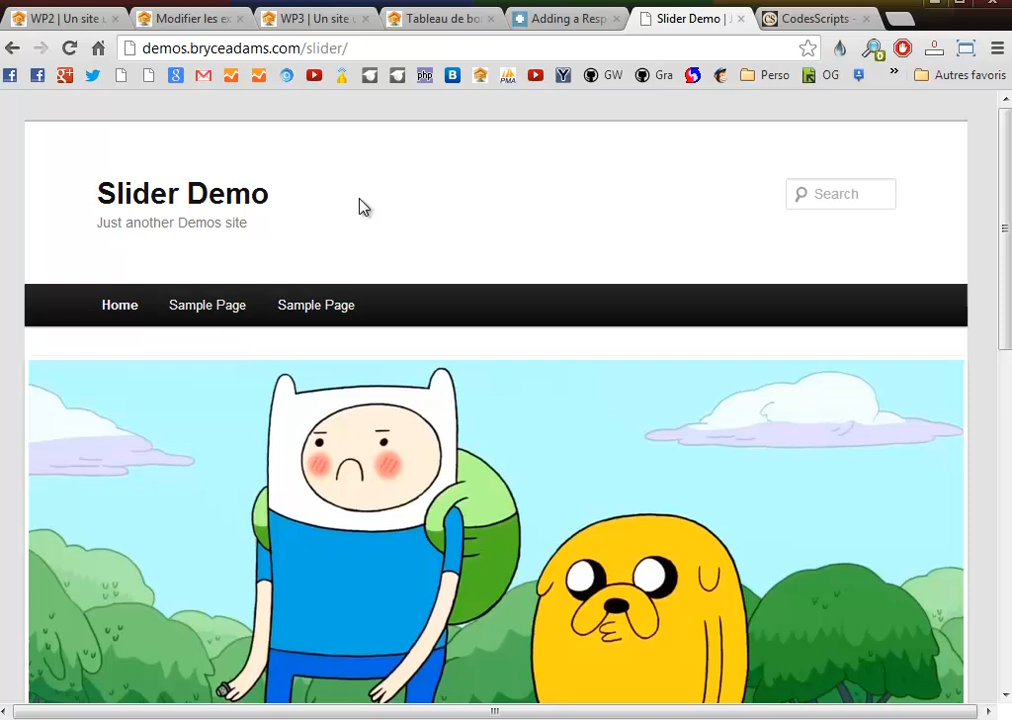 WP2 | Un site u
Modifier les ex
WP3 | Un site u
Tableau de bo
Adding a Resp
Slider Demo | J
CodesScripts -
demos.bryceadams.com/slider/
php
PMA
GW
Gra
Perso
OG
»
Autres favoris
Slider Demo
Search
Just another Demos site
Home
Sample Page
Sample Page